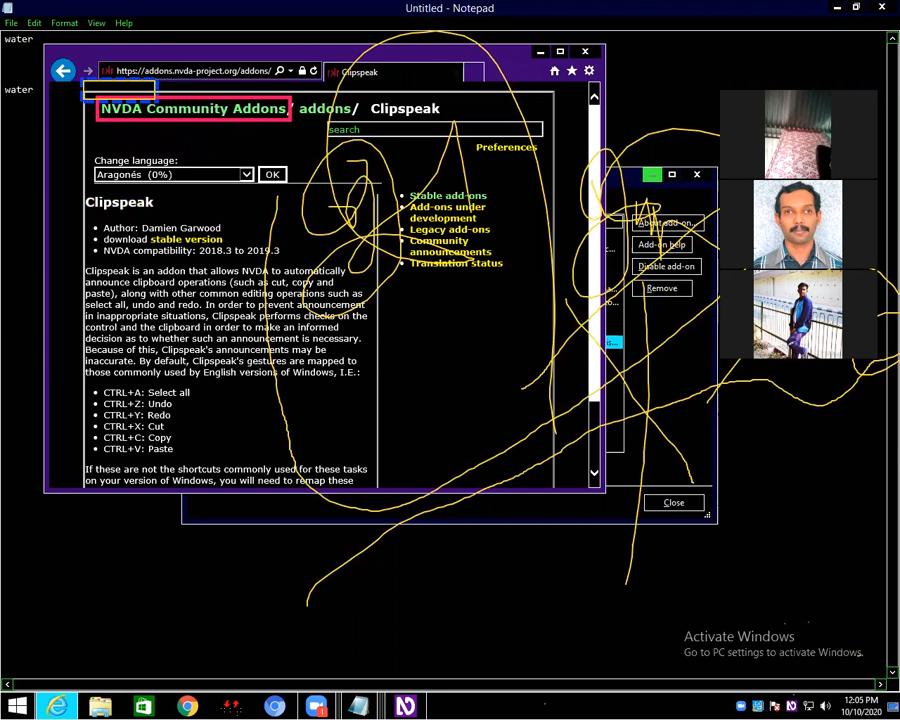 Untitled - Notepad
File Edit Format View Help
water
water
https://addons.nvda-project.org/addons/
Clipspeak
NVDA Community Addons/ addons/ Clipspeak
search
Preferences
Change language:
Aragonés (0%)
OK
Stable add-ons
Add-ons under development
Legacy add-ons
Community announcements
Translation status
Clipspeak
Author: Damien Garwood
download stable version
NVDA compatibility: 2018.3 to 2019.3
Clipspeak is an addon that allows NVDA to automatically
announce clipboard operations (such as cut, copy and
paste), along with other common editing operations such as
select all, undo and redo. In order to prevent announcement
in inappropriate situations, Clipspeak performs checks on the
control and the clipboard in order to make an informed
decision as to whether such an announcement is necessary.
Because of this, Clipspeak's announcements may be
inaccurate. By default, Clipspeak's gestures are mapped to
those commonly used by English versions of Windows, I.E.:
CTRL+A: Select all
CTRL+Z: Undo
CTRL+Y: Redo
CTRL+X: Cut
CTRL+C: Copy
CTRL+V: Paste
If these are not the shortcuts commonly used for these tasks
on your version of Windows, you will need to remap these
About add-on...
Add-on help
Disable add-on
Remove
Close
Activate Windows
Go to PC settings to activate Windows.
12:05 PM
10/10/2020